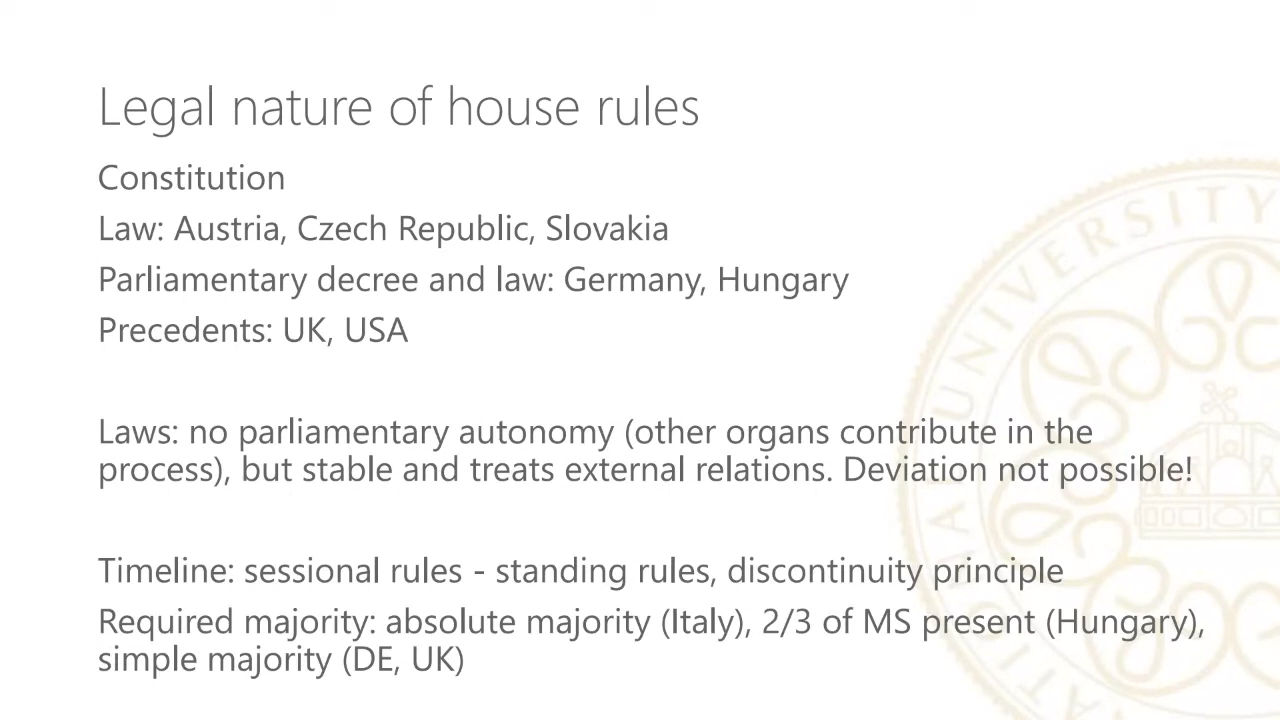 Legal nature of house rules
Constitution
Law: Austria, Czech Republic, Slovakia
Parliamentary decree and law: Germany, Hungary
Precedents: UK, USA
Laws: no parliamentary autonomy (other organs contribute in the
process), but stable and treats external relations. Deviation not possible!
Timeline: sessional rules - standing rules, discontinuity principle
Required majority: absolute majority (Italy), 2/3 of MS present (Hungary),
simple majority (DE, UK)
UNIVERSITY